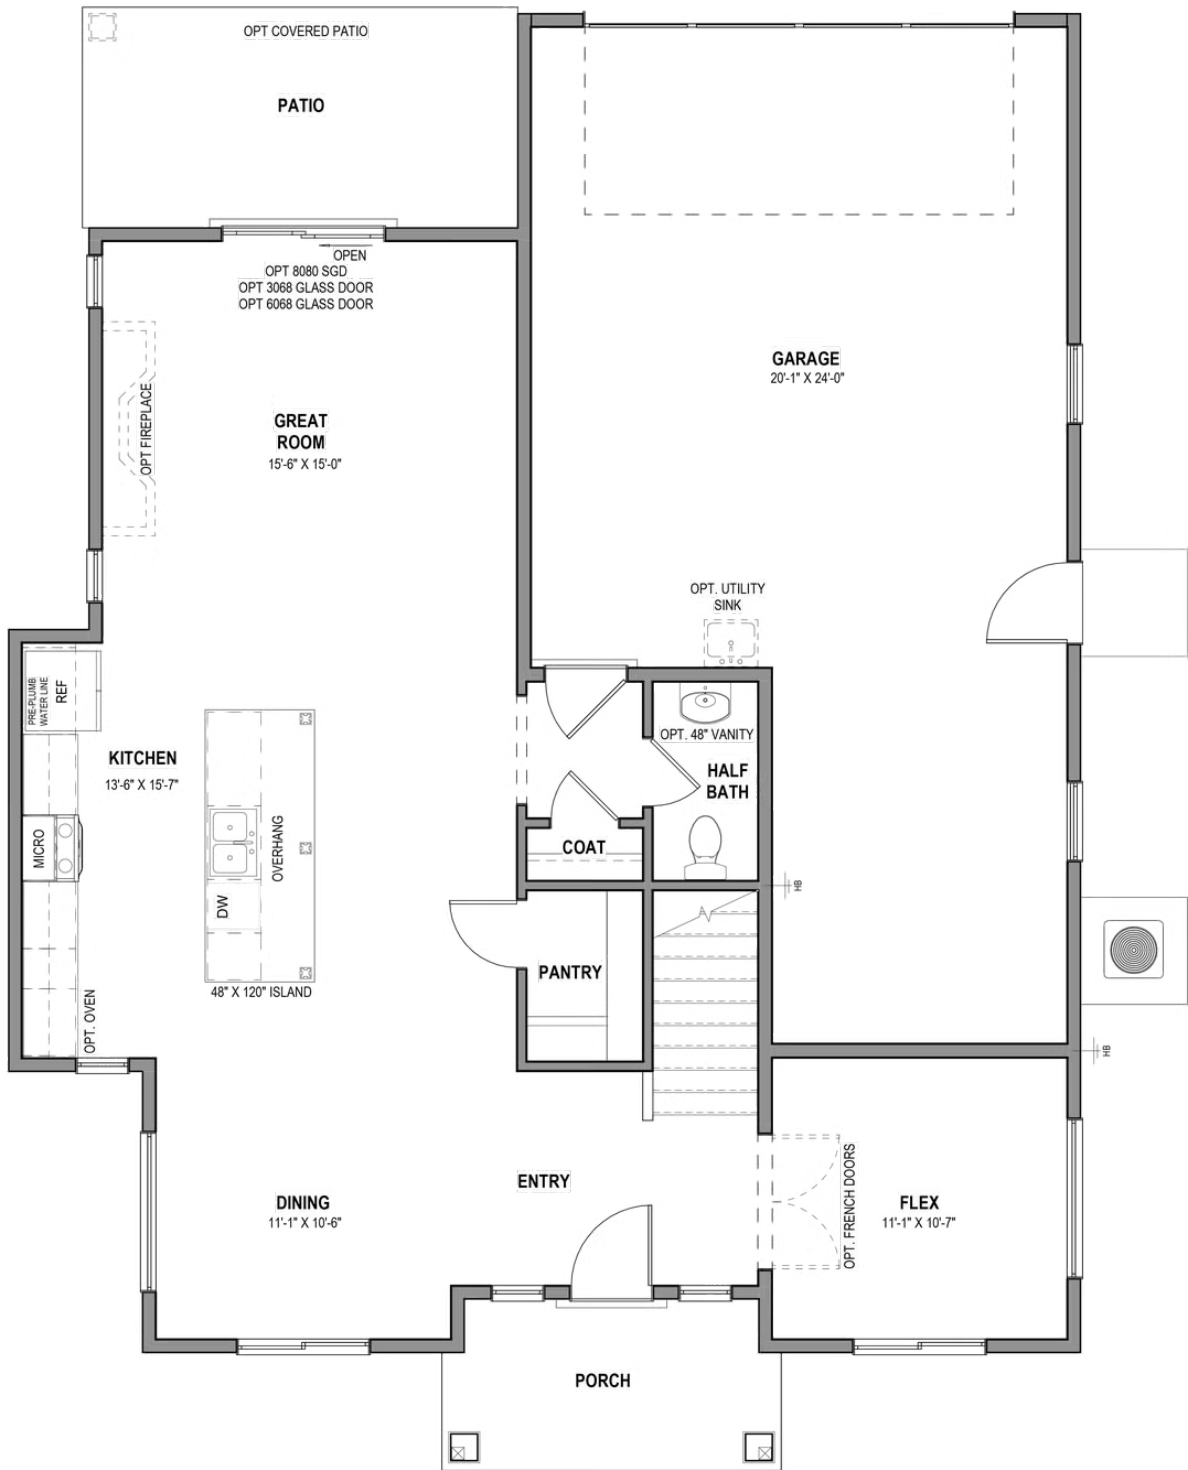 OPT COVERED PATIO
PATIO
OPEN
OPT 8080 SGD
OPT 3068 GLASS DOOR
OPT 6068 GLASS DOOR
GARAGE
20'-1" X 24'-0"
OPT FIREPLACE
GREAT
ROOM
15'-6" X 15'-0"
OPT. UTILITY
SINK
PRE-PLUMB
WATER LINE
REF
OPT. 48" VANITY
KITCHEN
13'-6" X 15'-7"
HALF
BATH
MICRO
OVERHANG
COAT
HB
DW
PANTRY
48" X 120" ISLAND
OPT. OVEN
HB
ENTRY
DINING
11'-1" X 10'-6"
OPT. FRENCH DOORS
FLEX
11'-1" X 10'-7"
PORCH